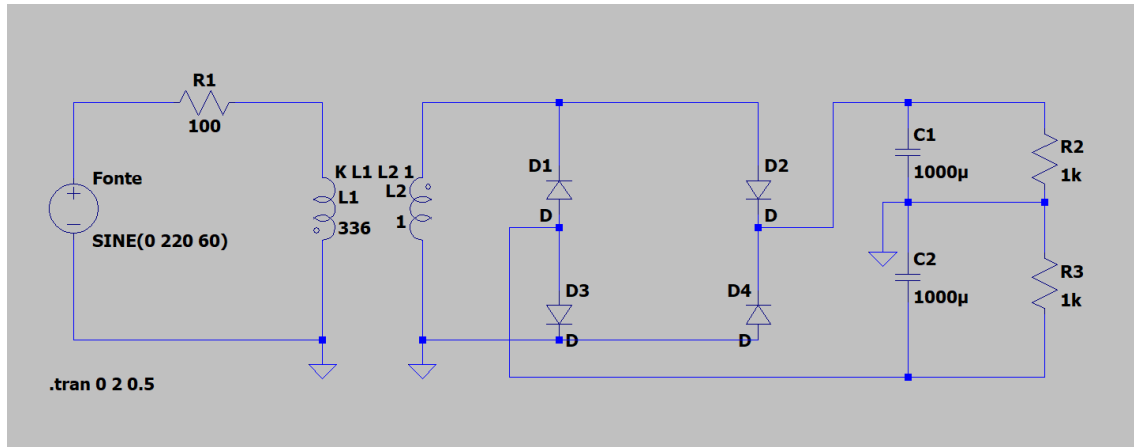 R1
100
Fonte
SINE(0 220 60)
K L1 L2 1
L1
336
L2
1
D1
D
D2
D
D3
D
D4
D
C1
1000µ
R2
1k
C2
1000µ
R3
1k
.tran 0 2 0.5